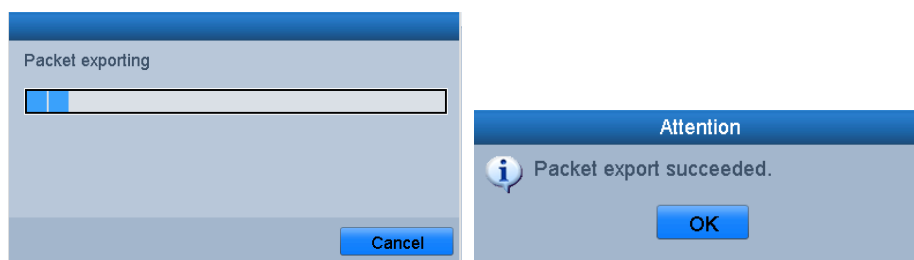 Packet exporting
Cancel
Attention
Packet export succeeded.
OK